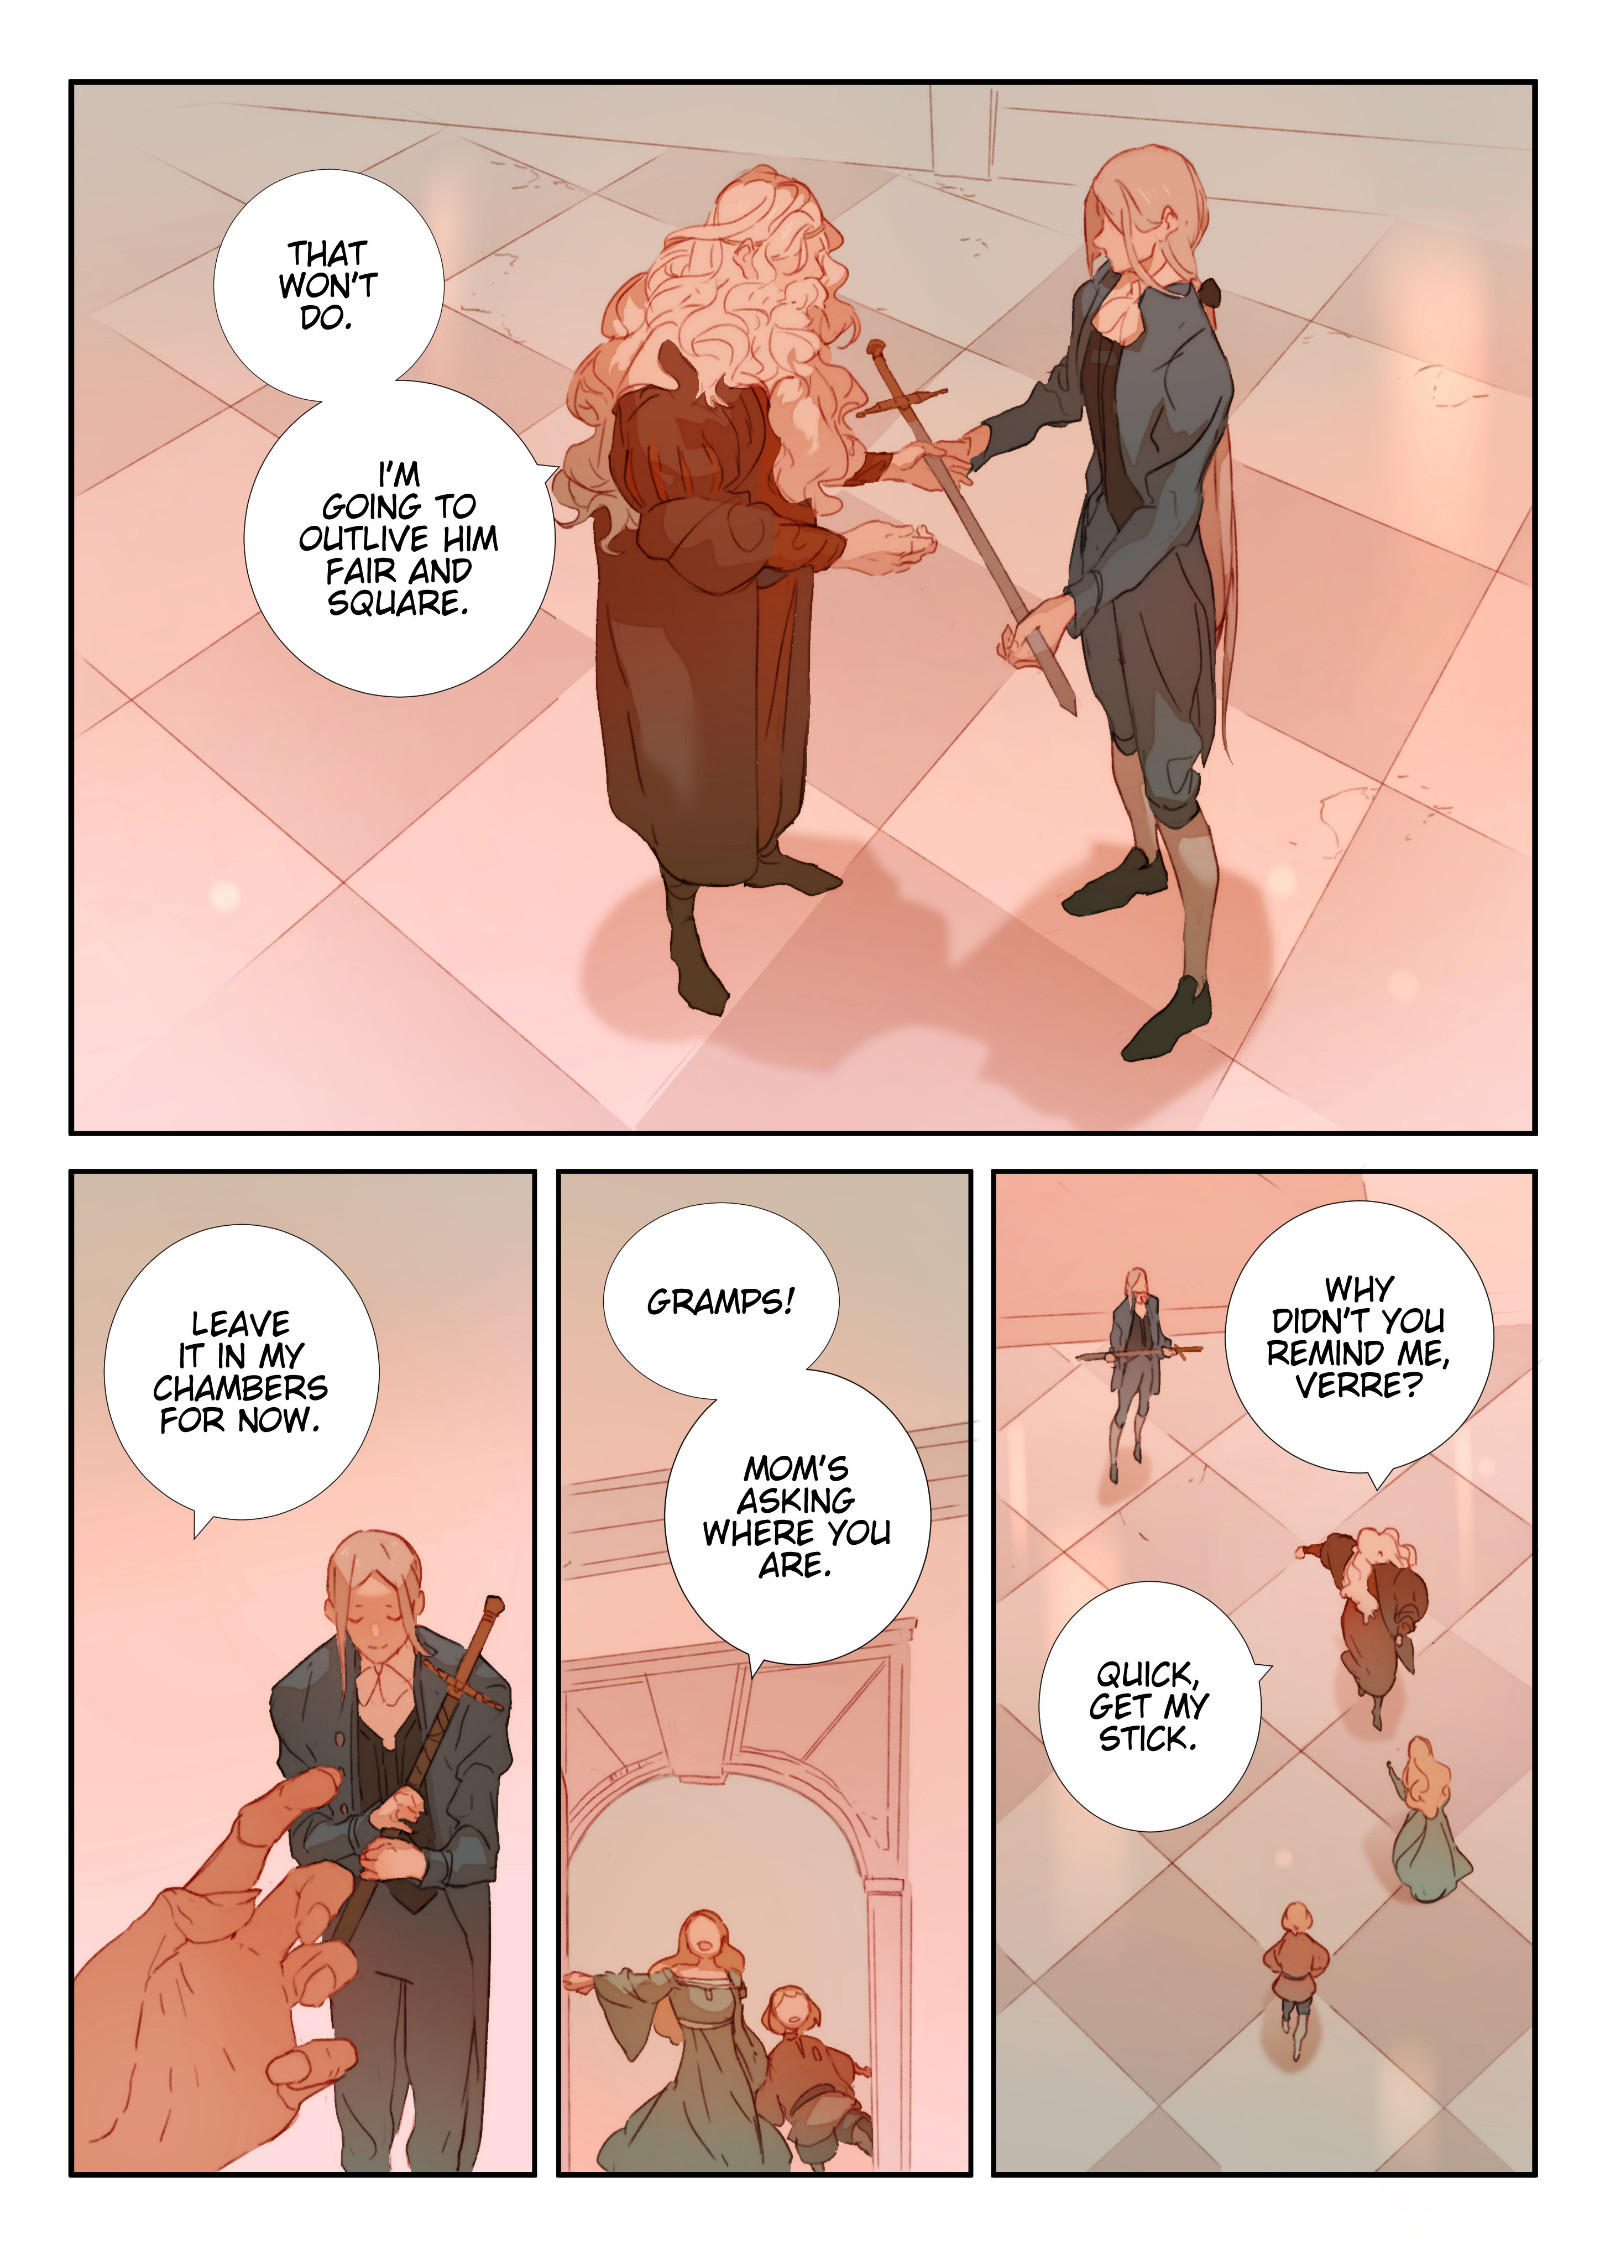 THAT
WON'T
DO.
I'M
GOING TO
OUTLIVE HIM
FAIR AND
SQUARE.
LEAVE
IT IN MY
CHAMBERS
FOR NOW.
GRAMPS!
MOM'S
ASKING
WHERE YOU
ARE.
WHY
DIDN'T YOU
REMIND ME,
VERRE?
QUICK,
GET MY
STICK.